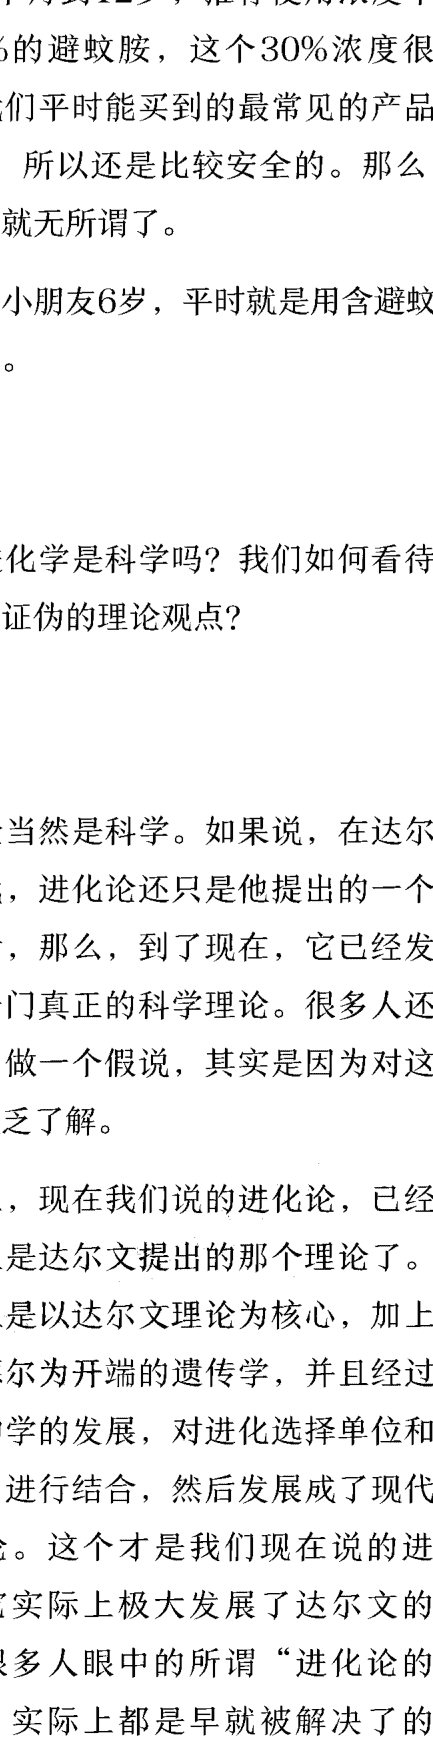 %的避蚊胺，这个30%浓度很
们平时能买到的最常见的产品
所以还是比较安全的。那么
就无所谓了。
小朋友6岁，平时就是用含避蚊
。
化学是科学吗？我们如何看待
证伪的理论观点？
当然是科学。如果说，在达尔
，进化论还只是他提出的一个
，那么，到了现在，它已经发
门真正的科学理论。很多人还
做一个假说，其实是因为对这
乏了解。
，现在我们说的进化论，已经
是达尔文提出的那个理论了。
是以达尔文理论为核心，加上
尔为开端的遗传学，并且经过
学的发展，对进化选择单位和
进行结合，然后发展成了现代
。这个才是我们现在说的进
实际上极大发展了达尔文的
很多人眼中的所谓“进化论的
实际上都是早就被解决了的